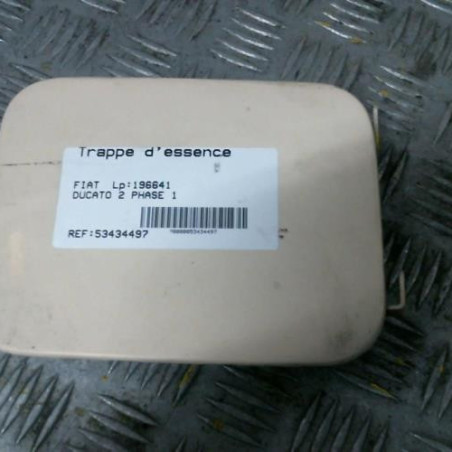 Trappe d'essence
FIAT Lp:196641
DUCATO 2 PHASE 1
REF:53434497